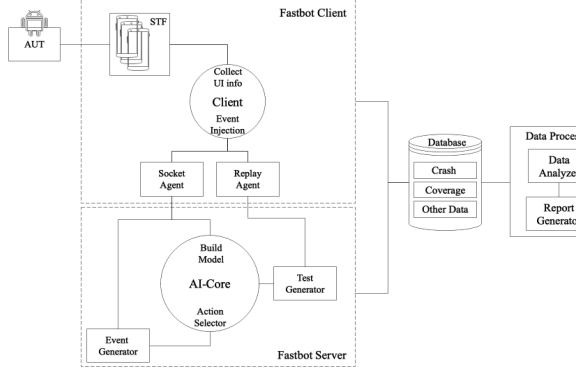 Fastbot Client
STF
AUT
Collect
UI info
Client
Event
Injection
Socket
Agent
Replay
Agent
Build
Model
AI-Core
Action
Selector
Test
Generator
Event
Generator
Fastbot Server
Database
Crash
Coverage
Other Data
Data Proces
Data
Analyze
Report
Generato